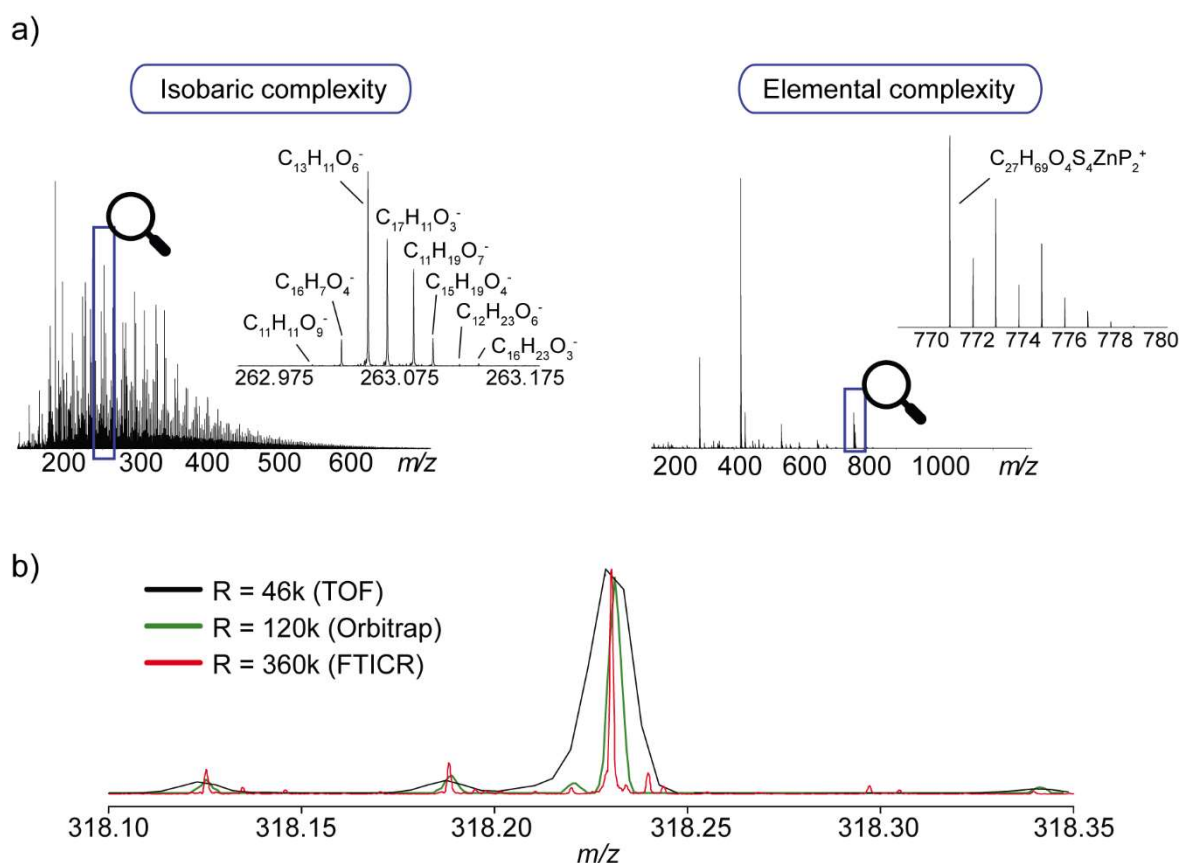 a)
Isobaric complexity
Elemental complexity
C₁₃H₁₁O₆⁻
C₁₇H₁₁O₃⁻
C₁₁H₁₉O₇⁻
C₁₆H₇O₄⁻
C₁₅H₁₉O₄⁻
C₁₂H₂₃O₆⁻
C₁₁H₁₁O₉⁻
C₁₆H₂₃O₃⁻
262.975 263.075 263.175
200 300 400 500 600 m/z
C₂₇H₆₉O₄S₄ZnP₂⁺
770 772 774 776 778 780
200 400 600 800 1000 m/z
b)
R = 46k (TOF)
R = 120k (Orbitrap)
R = 360k (FTICR)
318.10 318.15 318.20 318.25 318.30 318.35
m/z